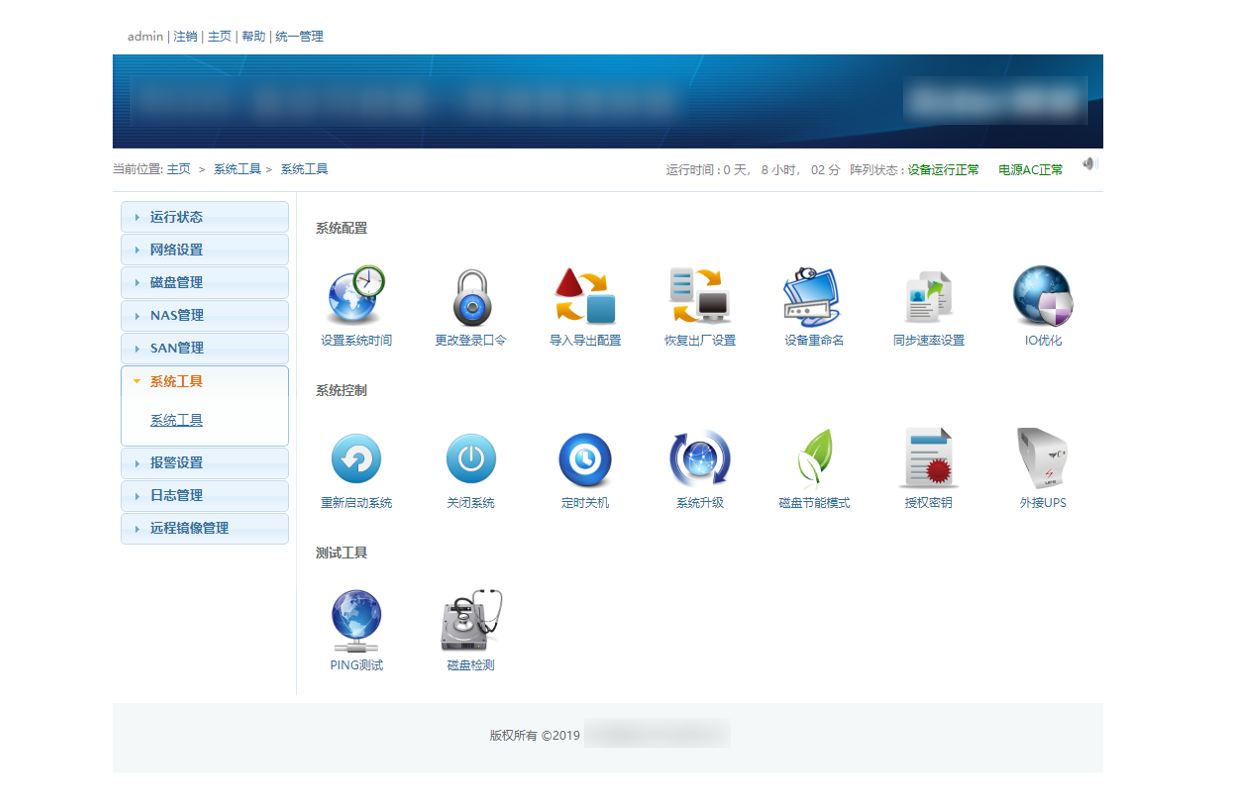 admin | 注销 | 主页 | 帮助 | 统一管理
当前位置: 主页 > 系统工具 > 系统工具
运行时间 : 0 天， 8 小时， 02 分 阵列状态 : 设备运行正常 电源AC正常
运行状态
网络设置
磁盘管理
NAS管理
SAN管理
系统工具
系统工具
报警设置
日志管理
远程镜像管理
系统配置
设置系统时间 更改登录口令 导入导出配置 恢复出厂设置 设备重命名 同步速率设置 IO优化
系统控制
重新启动系统 关闭系统 定时关机 系统升级 磁盘节能模式 授权密钥 外接UPS
测试工具
PING测试 磁盘检测
版权所有 ©2019